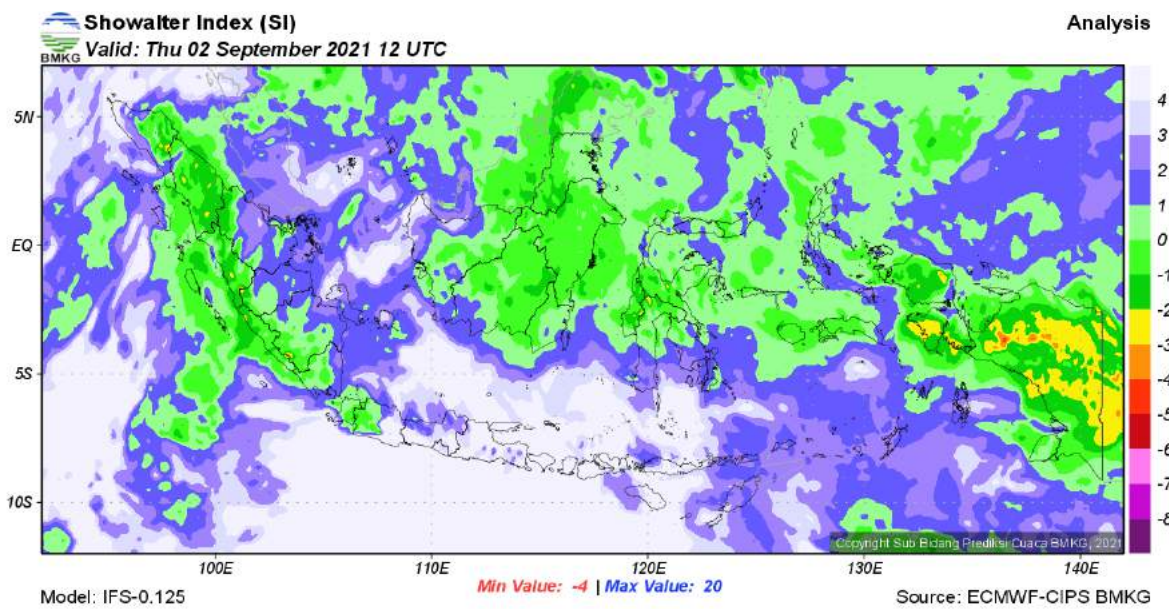 Showalter Index (SI)
Analysis
BMKG
Valid: Thu 02 September 2021 12 UTC
5N
EQ
5S
10S
100E
110E
120E
130E
140E
4
3
2
1
0
-1
-2
-3
-4
-5
-6
-7
-8
Copyright Sub Bidang Prediksi Cuaca BMKG, 2021
Min Value: -4 | Max Value: 20
Model: IFS-0.125
Source: ECMWF-CIPS BMKG